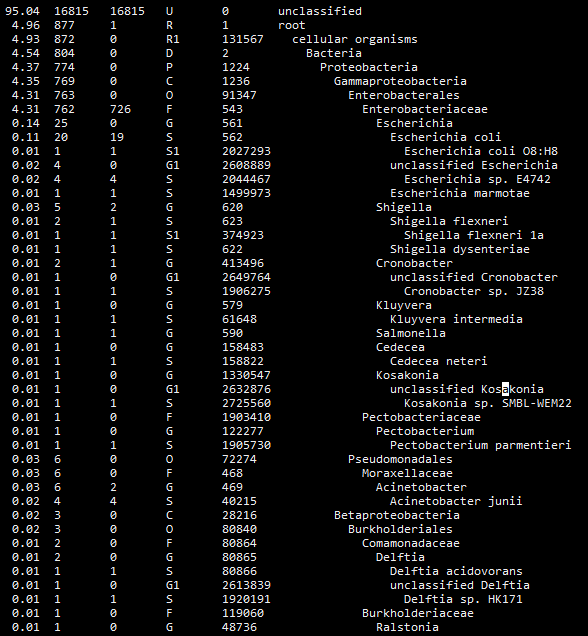 95.04 16815 16815 U 0 unclassified
4.96 877 1 R 1 root
4.93 872 0 R1 131567 cellular organisms
4.54 804 0 D 2 Bacteria
4.37 774 0 P 1224 Proteobacteria
4.35 769 0 C 1236 Gammaproteobacteria
4.31 763 0 O 91347 Enterobacterales
4.31 762 726 F 543 Enterobacteriaceae
0.14 25 0 G 561 Escherichia
0.11 20 19 S 562 Escherichia coli
0.01 1 1 S1 2027293 Escherichia coli O8:H8
0.02 4 0 G1 2608889 unclassified Escherichia
0.02 4 4 S 2044467 Escherichia sp. E4742
0.01 1 1 S 1499973 Escherichia marmotae
0.03 5 2 G 620 Shigella
0.01 2 1 S 623 Shigella flexneri
0.01 1 1 S1 374923 Shigella flexneri 1a
0.01 1 1 S 622 Shigella dysenteriae
0.01 2 1 G 413496 Cronobacter
0.01 1 0 G1 2649764 unclassified Cronobacter
0.01 1 1 S 1906275 Cronobacter sp. JZ38
0.01 1 0 G 579 Kluyvera
0.01 1 1 S 61648 Kluyvera intermedia
0.01 1 1 G 590 Salmonella
0.01 1 0 G 158483 Cedecea
0.01 1 1 S 158822 Cedecea neteri
0.01 1 0 G 1330547 Kosakonia
0.01 1 0 G1 2632876 unclassified Kosakonia
0.01 1 1 S 2725560 Kosakonia sp. SMBL-WEM22
0.01 1 0 F 1903410 Pectobacteriaceae
0.01 1 0 G 122277 Pectobacterium
0.01 1 1 S 1905730 Pectobacterium parmentieri
0.03 6 0 O 72274 Pseudomonadales
0.03 6 0 F 468 Moraxellaceae
0.03 6 2 G 469 Acinetobacter
0.02 4 4 S 40215 Acinetobacter junii
0.02 3 0 C 28216 Betaproteobacteria
0.02 3 0 O 80840 Burkholderiales
0.01 2 0 F 80864 Comamonadaceae
0.01 2 0 G 80865 Delftia
0.01 1 1 S 80866 Delftia acidovorans
0.01 1 0 G1 2613839 unclassified Delftia
0.01 1 1 S 1920191 Delftia sp. HK171
0.01 1 0 F 119060 Burkholderiaceae
0.01 1 0 G 48736 Ralstonia